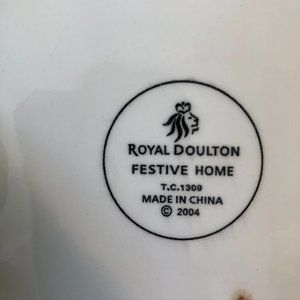 ROYAL DOULTON
FESTIVE HOME
T.C.1309
MADE IN CHINA
© 2004